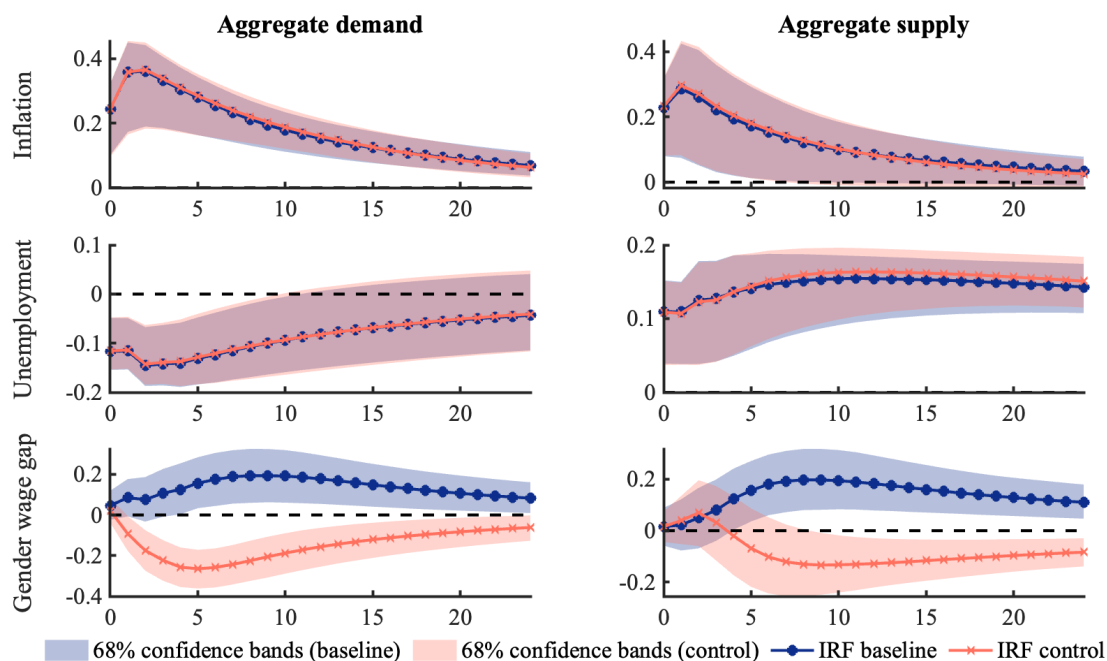 Aggregate demand
Aggregate supply
Inflation
0.4
0.2
0
0 5 10 15 20
0.4
0.2
0
0 5 10 15 20
Unemployment
0.1
0
-0.1
-0.2
0 5 10 15 20
0.2
0.1
0
0 5 10 15 20
Gender wage gap
0.2
0
-0.2
-0.4
0 5 10 15 20
0.2
0
-0.2
0 5 10 15 20
68% confidence bands (baseline) 68% confidence bands (control) IRF baseline IRF control